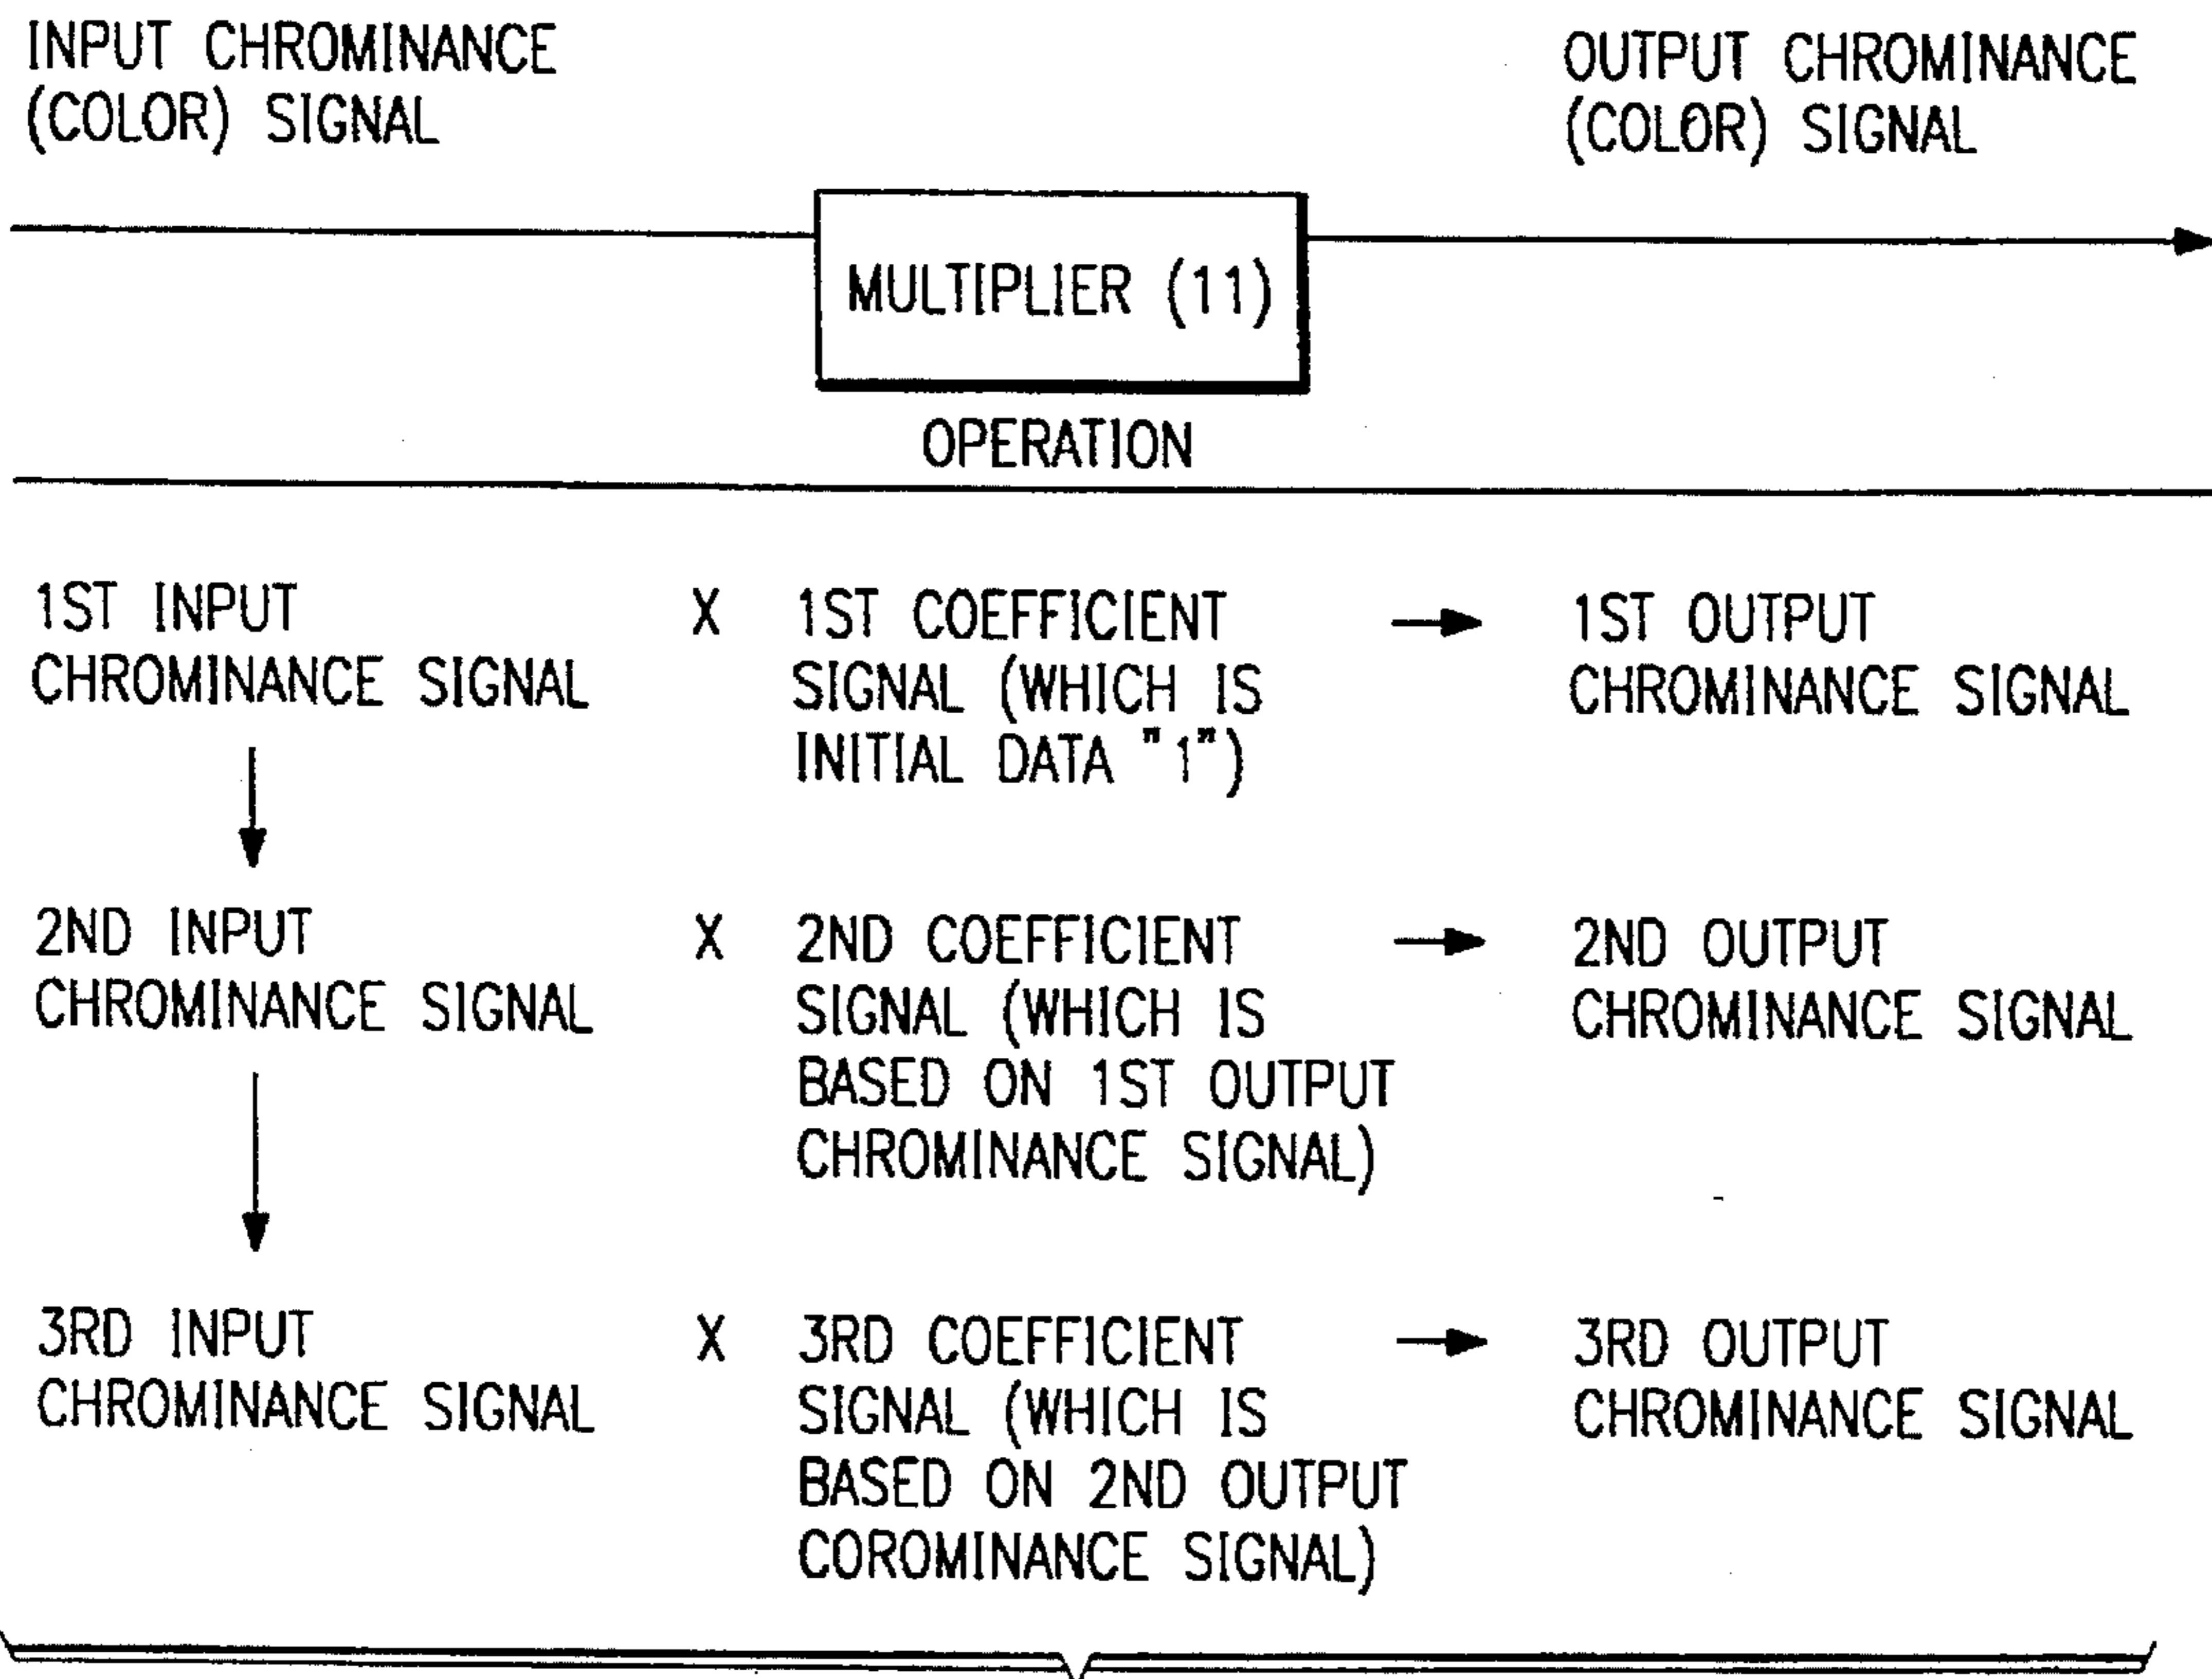 INPUT CHROMINANCE
(COLOR) SIGNAL
OUTPUT CHROMINANCE
(COLOR) SIGNAL
MULTIPLIER (11)
OPERATION
1ST INPUT
CHROMINANCE SIGNAL
X
1ST COEFFICIENT
SIGNAL (WHICH IS
INITIAL DATA "1")
1ST OUTPUT
CHROMINANCE SIGNAL
2ND INPUT
CHROMINANCE SIGNAL
X
2ND COEFFICIENT
SIGNAL (WHICH IS
BASED ON 1ST OUTPUT
CHROMINANCE SIGNAL)
2ND OUTPUT
CHROMINANCE SIGNAL
3RD INPUT
CHROMINANCE SIGNAL
X
3RD COEFFICIENT
SIGNAL (WHICH IS
BASED ON 2ND OUTPUT
COROMINANCE SIGNAL)
3RD OUTPUT
CHROMINANCE SIGNAL